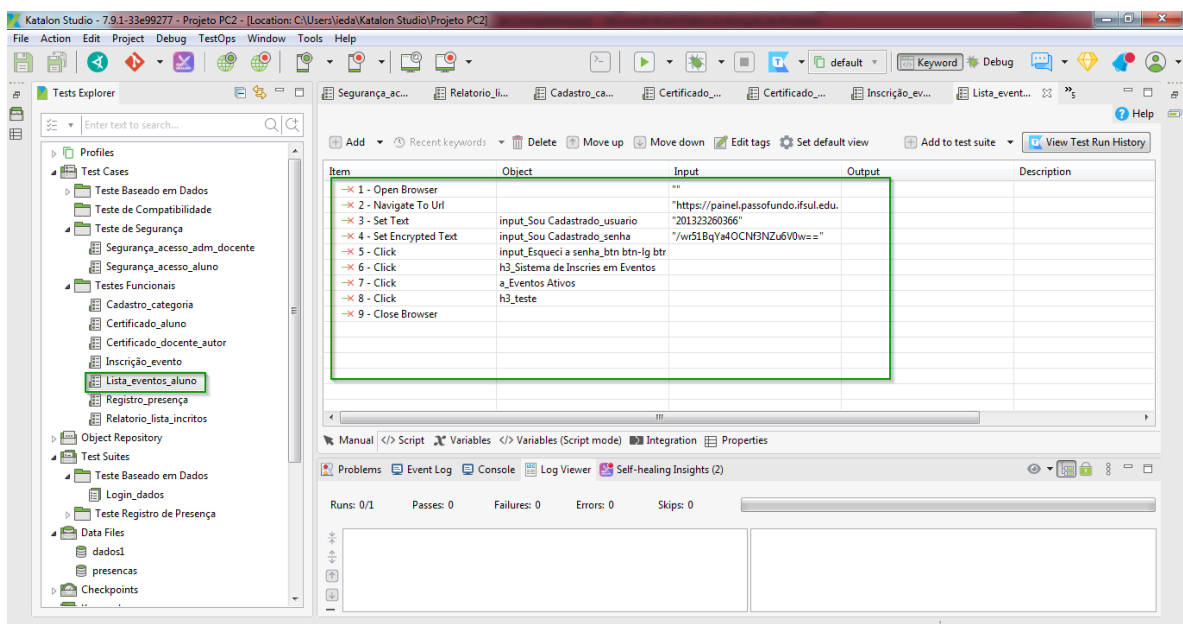 Katalon Studio - 7.9.1-33e99277 - Projeto PC2 - [Location: C:\Users\ieda\Katalon Studio\Projeto PC2]
File Action Edit Project Debug TestOps Window Tools Help
default Keyword Debug
Tests Explorer
Enter text to search...
Profiles
Test Cases
Teste Baseado em Dados
Teste de Compatibilidade
Teste de Segurança
Segurança_acesso_adm_docente
Segurança_acesso_aluno
Testes Funcionais
Cadastro_categoria
Certificado_aluno
Certificado_docente_autor
Inscrição_evento
Lista_eventos_aluno
Registro_presença
Relatorio_lista_incritos
Object Repository
Test Suites
Teste Baseado em Dados
Login_dados
Teste Registro de Presença
Data Files
dados1
presencas
Checkpoints
Segurança_ac... Relatorio_li... Cadastro_ca... Certificado_... Certificado_... Inscrição_ev... Lista_event... »5
Help
Add Recent keywords Delete Move up Move down Edit tags Set default view Add to test suite View Test Run History
Item Object Input Output Description
1 - Open Browser ""
2 - Navigate To Url "https://painel.passofundo.ifsul.edu.
3 - Set Text input_Sou Cadastrado_usuario "201323260366"
4 - Set Encrypted Text input_Sou Cadastrado_senha "/wr51BqYa4OCNf3NZu6V0w=="
5 - Click input_Esqueci a senha_btn btn-lg btr
6 - Click h3_Sistema de Inscries em Eventos
7 - Click a_Eventos Ativos
8 - Click h3_teste
9 - Close Browser
Manual </> Script Variables </> Variables (Script mode) Integration Properties
Problems Event Log Console Log Viewer Self-healing Insights (2)
Runs: 0/1 Passes: 0 Failures: 0 Errors: 0 Skips: 0